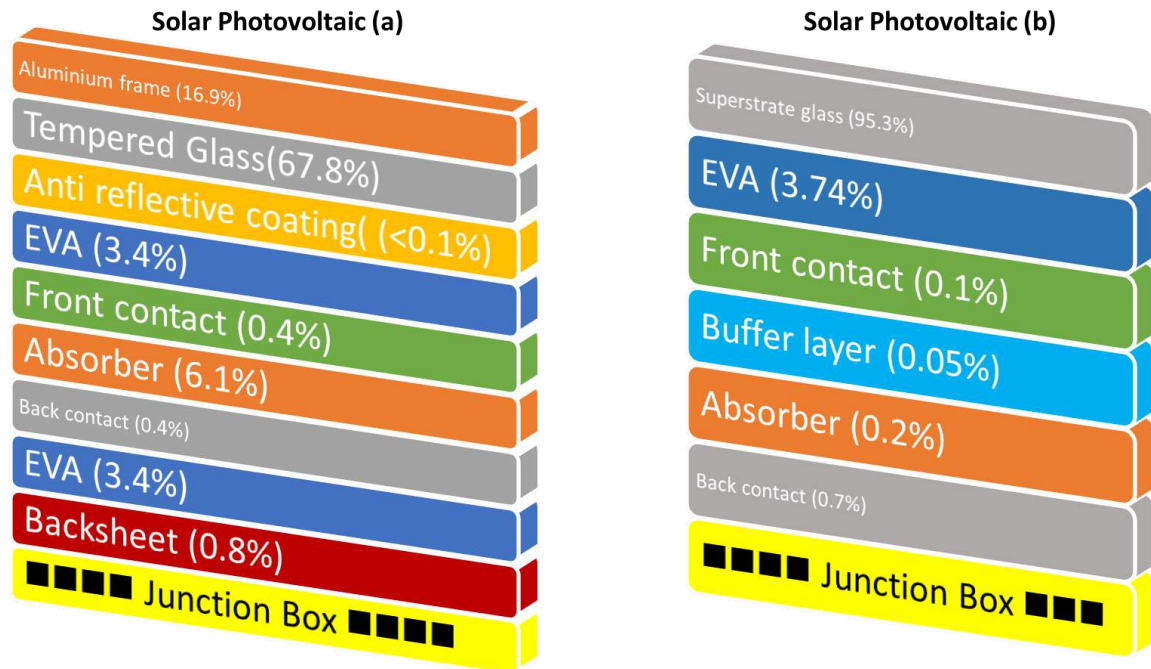 Solar Photovoltaic (a)
Aluminium frame (16.9%)
Tempered Glass(67.8%)
Anti reflective coating( (<0.1%)
EVA (3.4%)
Front contact (0.4%)
Absorber (6.1%)
Back contact (0.4%)
EVA (3.4%)
Backsheet (0.8%)
■■■■ Junction Box ■■■■
Solar Photovoltaic (b)
Superstrate glass (95.3%)
EVA (3.74%)
Front contact (0.1%)
Buffer layer (0.05%)
Absorber (0.2%)
Back contact (0.7%)
■■■■ Junction Box ■■■